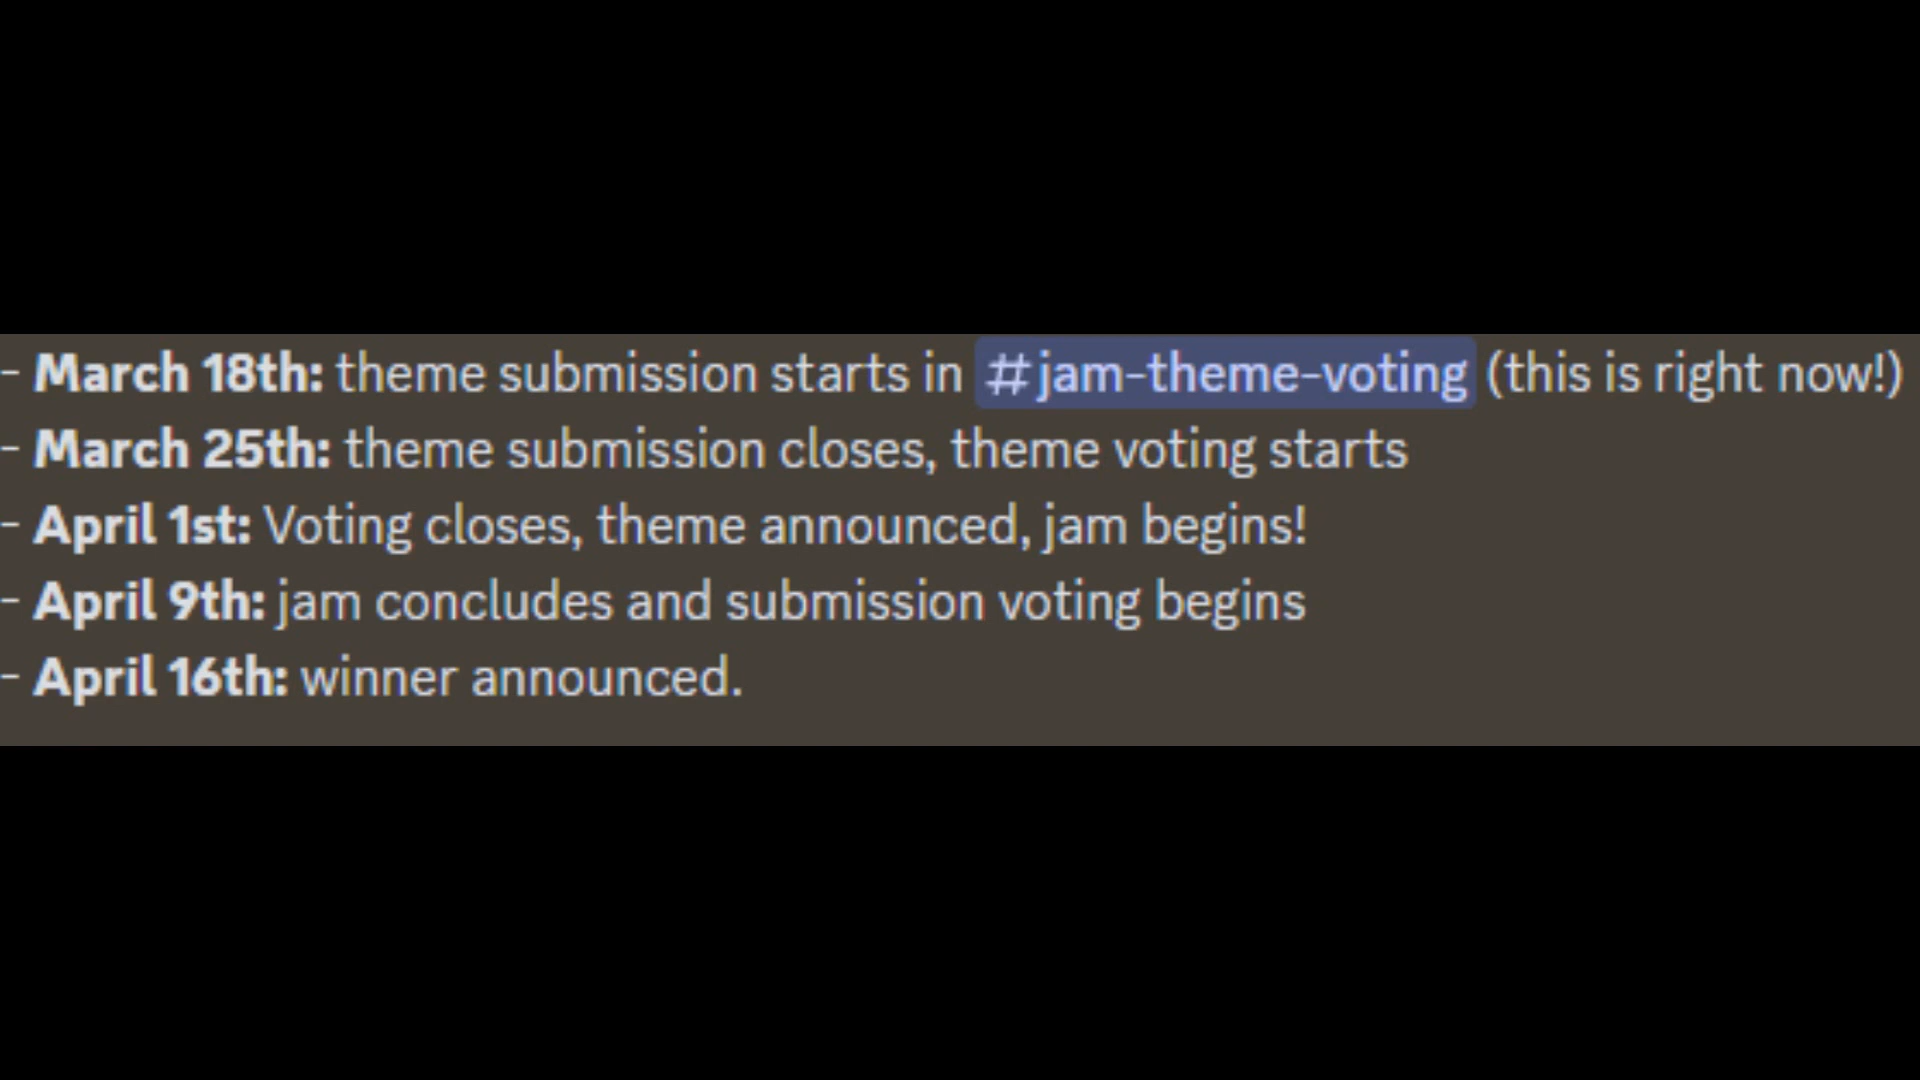 - March 18th: theme submission starts in #jam-theme-voting (this is right now!)
- March 25th: theme submission closes, theme voting starts
- April 1st: Voting closes, theme announced, jam begins!
- April 9th: jam concludes and submission voting begins
- April 16th: winner announced.